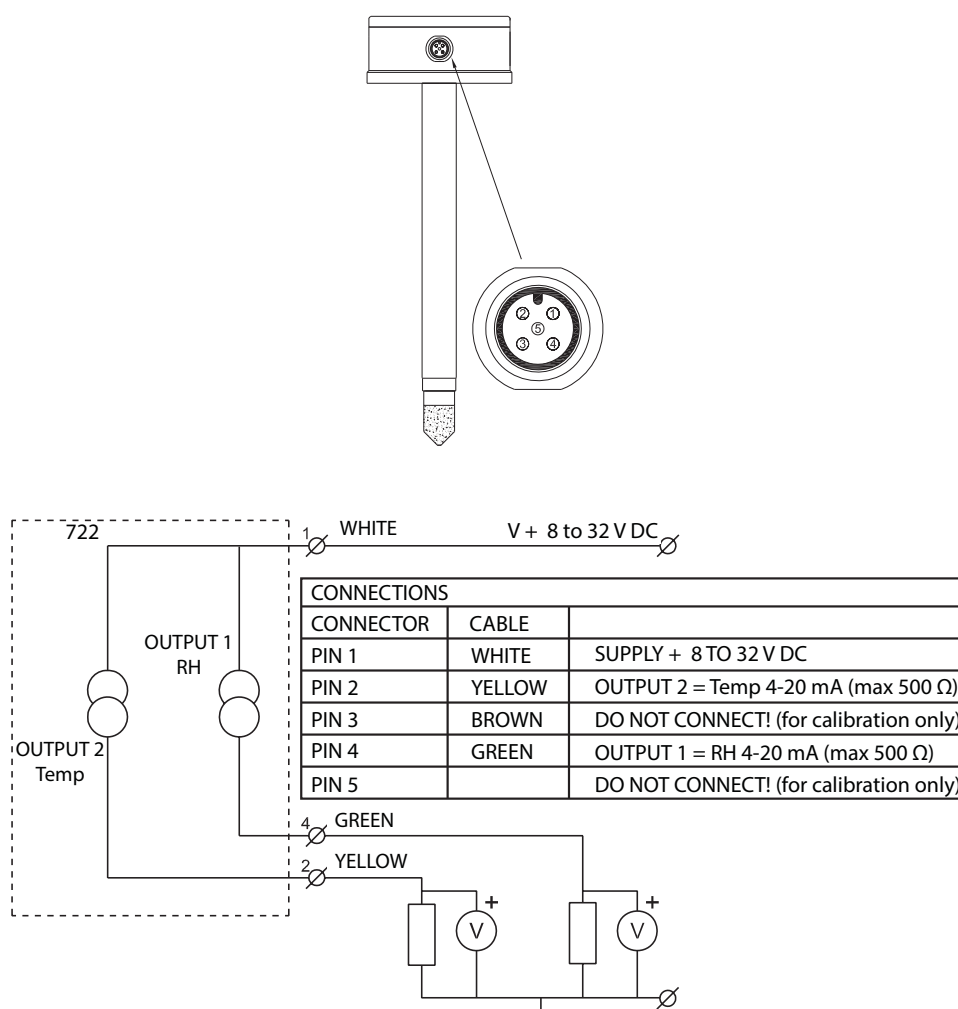 2 1
5
3 4
722
1 WHITE V + 8 to 32 V DC
CONNECTIONS
CONNECTOR CABLE
PIN 1 WHITE SUPPLY + 8 TO 32 V DC
PIN 2 YELLOW OUTPUT 2 = Temp 4-20 mA (max 500 Ω)
PIN 3 BROWN DO NOT CONNECT! (for calibration only)
PIN 4 GREEN OUTPUT 1 = RH 4-20 mA (max 500 Ω)
PIN 5 DO NOT CONNECT! (for calibration only)
OUTPUT 1
RH
OUTPUT 2
Temp
4 GREEN
2 YELLOW
+ +
V V